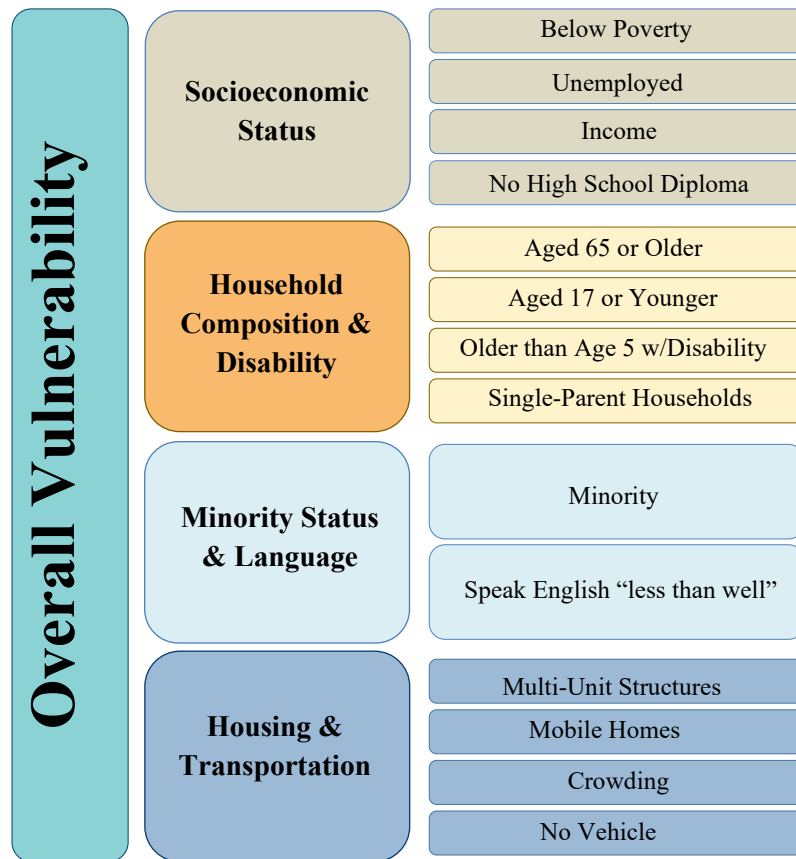 Overall Vulnerability
Socioeconomic
Status
Below Poverty
Unemployed
Income
No High School Diploma
Household
Composition &
Disability
Aged 65 or Older
Aged 17 or Younger
Older than Age 5 w/Disability
Single-Parent Households
Minority Status
& Language
Minority
Speak English “less than well”
Housing &
Transportation
Multi-Unit Structures
Mobile Homes
Crowding
No Vehicle